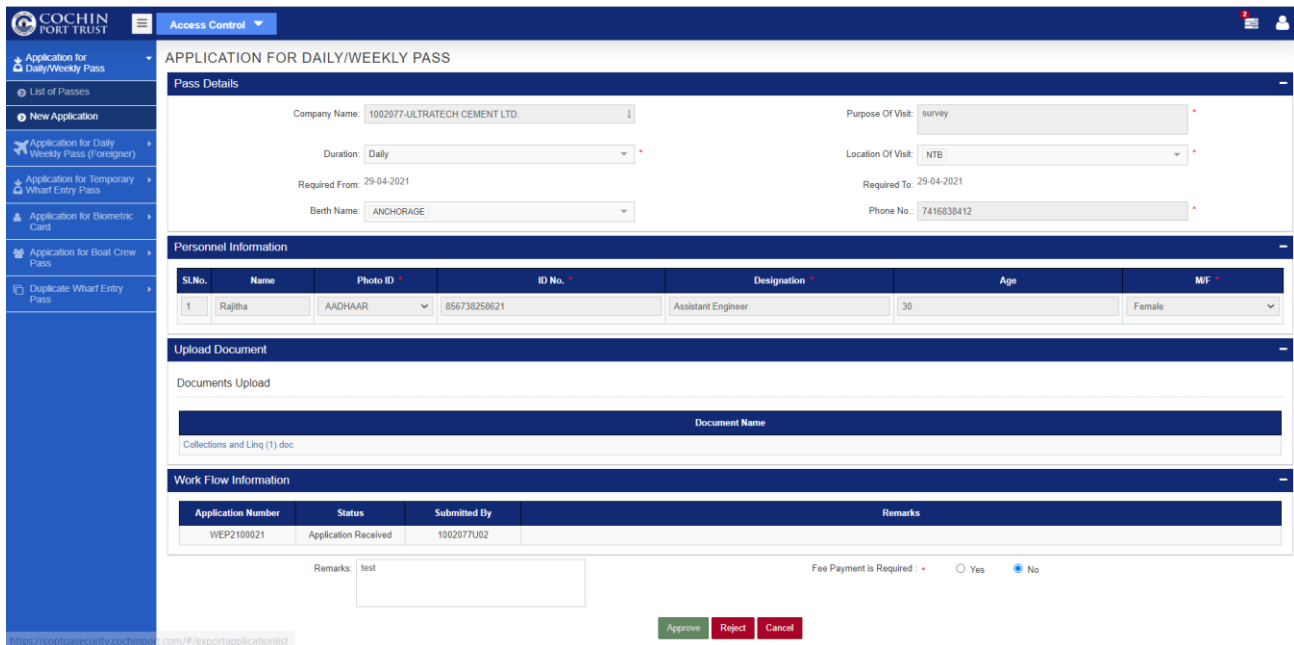 COCHIN
PORT TRUST
Access Control
2
Application for
Daily/Weekly Pass
List of Passes
New Application
Application for Daily
Weekly Pass (Foreigner)
Application for Temporary
Wharf Entry Pass
Application for Biometric
Card
Appication for Boat Crew
Pass
Duplicate Wharf Entry
Pass
APPLICATION FOR DAILY/WEEKLY PASS
Pass Details
Company Name: 1002077-ULTRATECH CEMENT LTD. Purpose Of Visit: survey *
Duration: Daily * Location Of Visit: NTB *
Required From: 29-04-2021 Required To: 29-04-2021
Berth Name: ANCHORAGE Phone No.: 7416838412 *
Personnel Information
Sl.No. Name Photo ID * ID No. * Designation * Age M/F *
1 Rajitha AADHAAR 856738258621 Assistant Engineer 30 Female
Upload Document
Documents Upload
Document Name
Collections and Linq (1).doc
Work Flow Information
Application Number Status Submitted By Remarks
WEP2100021 Application Received 1002077U02
Remarks: test Fee Payment is Required : * Yes No
Approve Reject Cancel
https://coptoasecurity.cochinport.com/#/exportapplicationlist